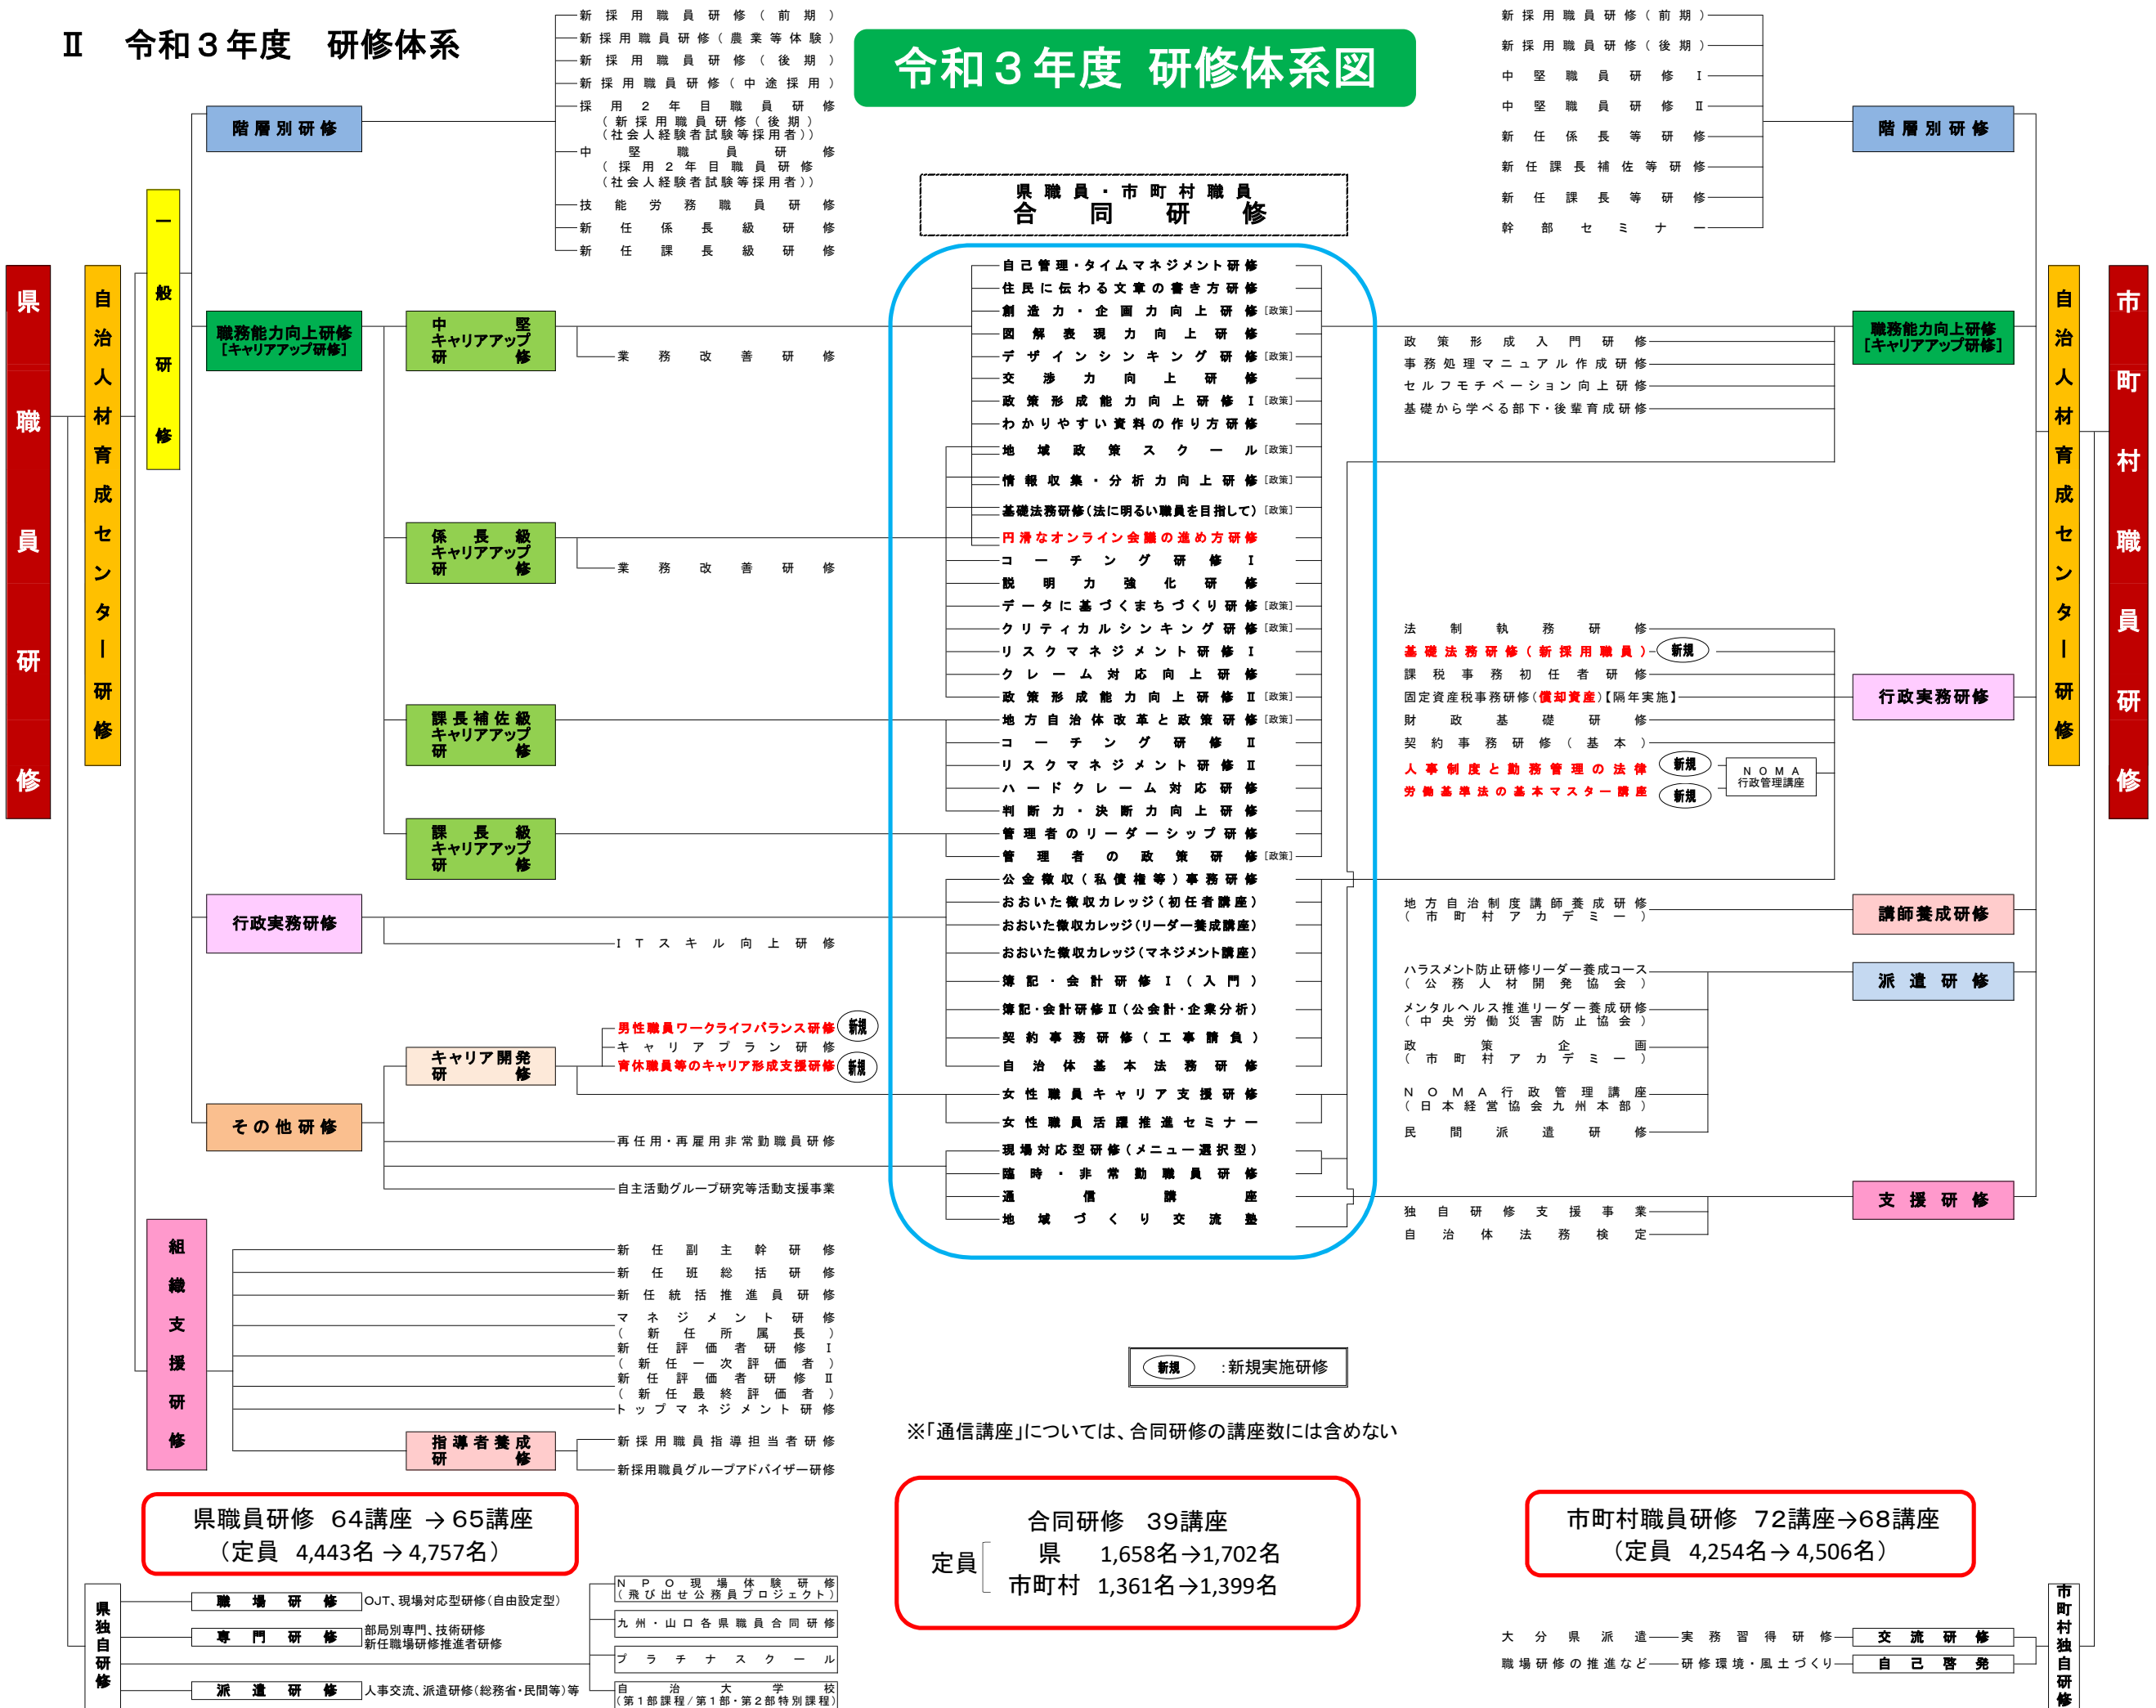 Ⅱ　令和３年度　研修体系
令和３年度 研修体系図
県職員研修
自治人材育成センター研修
一般研修
階層別研修
新採用職員研修（前期）
新採用職員研修（農業等体験）
新採用職員研修（後期）
新採用職員研修（中途採用）
採用２年目職員研修
（新採用職員研修（後期）
（社会人経験者試験等採用者））
中堅職員研修
（採用２年目職員研修
（社会人経験者試験等採用者））
技能労務職員研修
新任係長級研修
新任課長級研修
職務能力向上研修
［キャリアアップ研修］
中堅
キャリアアップ
研修
業務改善研修
係長級
キャリアアップ
研修
業務改善研修
課長補佐級
キャリアアップ
研修
課長級
キャリアアップ
研修
行政実務研修
ＩＴスキル向上研修
その他研修
キャリア開発
研修
男性職員ワークライフバランス研修 新規
キャリアプラン研修
育休職員等のキャリア形成支援研修 新規
再任用・再雇用非常勤職員研修
自主活動グループ研究等活動支援事業
組織支援研修
新任副主幹研修
新任班総括研修
新任統括推進員研修
マネジメント研修
（新任所属長）
新任評価者研修Ⅰ
（新任一次評価者）
新任評価者研修Ⅱ
（新任最終評価者）
トップマネジメント研修
指導者養成
研修
新採用職員指導担当者研修
新採用職員グループアドバイザー研修
県職員研修 64講座 →65講座
（定員 4,443名→4,757名）
県独自研修
職場研修
OJT、現場対応型研修（自由設定型）
専門研修
部局別専門、技術研修
新任職場研修推進者研修
派遣研修
人事交流、派遣研修（総務省・民間等）等
ＮＰＯ現場体験研修
（飛び出せ公務員プロジェクト）
九州・山口各県職員合同研修
プラチナスクール
自治大学校
（第１部課程/第１部・第２部特別課程）
県職員・市町村職員
合同研修
自己管理・タイムマネジメント研修
住民に伝わる文章の書き方研修
創造力・企画力向上研修［政策］
図解表現力向上研修
デザインシンキング研修［政策］
交渉力向上研修
政策形成能力向上研修Ⅰ［政策］
わかりやすい資料の作り方研修
地域政策スクール［政策］
情報収集・分析力向上研修［政策］
基礎法務研修（法に明るい職員を目指して）［政策］
円滑なオンライン会議の進め方研修
コーチング研修Ⅰ
説明力強化研修
データに基づくまちづくり研修［政策］
クリティカルシンキング研修［政策］
リスクマネジメント研修Ⅰ
クレーム対応向上研修
政策形成能力向上研修Ⅱ［政策］
地方自治体改革と政策研修［政策］
コーチング研修Ⅱ
リスクマネジメント研修Ⅱ
ハードクレーム対応研修
判断力・決断力向上研修
管理者のリーダーシップ研修
管理者の政策研修［政策］
公金徴収（私債権等）事務研修
おおいた徴収カレッジ（初任者講座）
おおいた徴収カレッジ（リーダー養成講座）
おおいた徴収カレッジ（マネジメント講座）
簿記・会計研修Ⅰ（入門）
簿記・会計研修Ⅱ（公会計・企業分析）
契約事務研修（工事請負）
自治体基本法務研修
女性職員キャリア支援研修
女性職員活躍推進セミナー
現場対応型研修（メニュー選択型）
臨時・非常勤職員研修
通信講座
地域づくり交流塾
新規　：新規実施研修
※「通信講座」については、合同研修の講座数には含めない
合同研修　39講座
定員
県　1,658名→1,702名
市町村　1,361名→1,399名
新採用職員研修（前期）
新採用職員研修（後期）
中堅職員研修Ⅰ
中堅職員研修Ⅱ
新任係長等研修
新任課長補佐等研修
新任課長等研修
幹部セミナー
階層別研修
政策形成入門研修
事務処理マニュアル作成研修
セルフモチベーション向上研修
基礎から学べる部下・後輩育成研修
職務能力向上研修
［キャリアアップ研修］
法制執務研修
基礎法務研修（新採用職員） 新規
課税事務初任者研修
固定資産税事務研修（償却資産）【隔年実施】
財政基礎研修
契約事務研修（基本）
人事制度と勤務管理の法律 新規
労働基準法の基本マスター講座 新規
ＮＯＭＡ
行政管理講座
行政実務研修
地方自治制度講師養成研修
（市町村アカデミー）
講師養成研修
ハラスメント防止研修リーダー養成コース
（公務人材開発協会）
メンタルヘルス推進リーダー養成研修
（中央労働災害防止協会）
政策企画
（市町村アカデミー）
ＮＯＭＡ行政管理講座
（日本経営協会九州本部）
民間派遣研修
派遣研修
支援研修
独自研修支援事業
自治体法務検定
自治人材育成センター研修
市町村職員研修
市町村職員研修 72講座→68講座
（定員 4,254名→4,506名）
大分県派遣　実務習得研修　交流研修
職場研修の推進など　研修環境・風土づくり　自己啓発
市町村独自研修